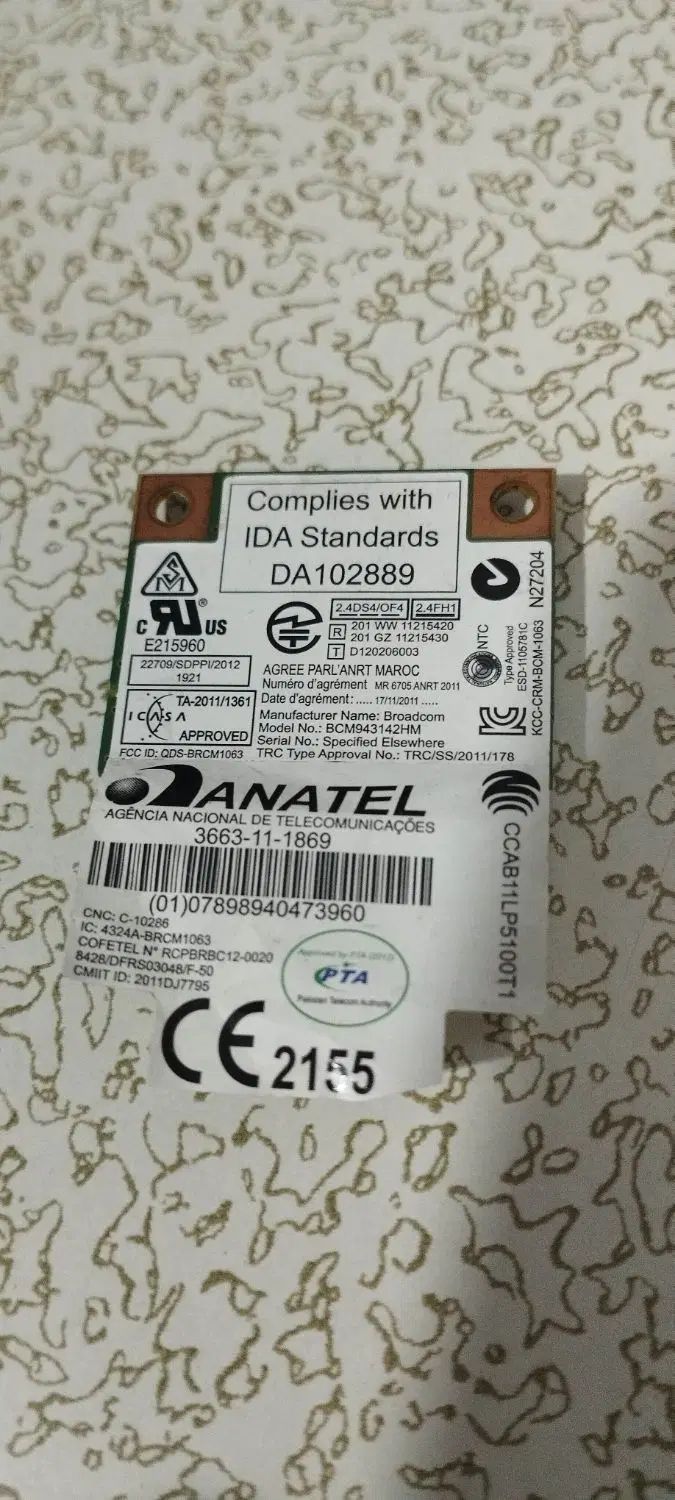 Complies with
IDA Standards
DA102889
N27204
C UL US
E215960
22709/SDPPI/2012
1921
2.4DS4/OF4 2.4FH1
R 201 WW 11215420
201 GZ 11215430
T D120206003
ICASA
TA-2011/1361
APPROVED
FCC ID: QDS-BRCM1063
AGREE PARL'ANRT MAROC
Numéro d'agrément MR 6705 ANRT 2011
Date d'agrément: ..... 17/11/2011 .....
Manufacturer Name: Broadcom
Model No.: BCM943142HM
Serial No.: Specified Elsewhere
TRC Type Approval No.: TRC/SS/2011/178
NTC
Type Approved
ESD-1105781C
KCC-CRM-BCM-1063
ANATEL
AGÊNCIA NACIONAL DE TELECOMUNICAÇÕES
3663-11-1869
(01)07898940473960
CCAB11LP5100T1
CNC: C-10286
IC: 4324A-BRCM1063
COFETEL N° RCPBRBC12-0020
8428/DFRS03048/F-50
CMIIT ID: 2011DJ7795
Approved by PTA (2012)
PTA
Pakistan Telecom Authority
CE 2155